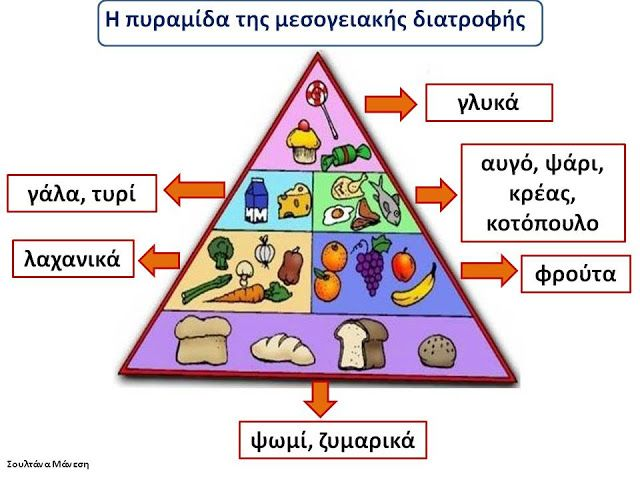 Η πυραμίδα της μεσογειακής διατροφής
γλυκά
γάλα, τυρί
αυγό, ψάρι,
κρέας,
κοτόπουλο
λαχανικά
φρούτα
ψωμί, ζυμαρικά
Σουλτάνα Μάνεση